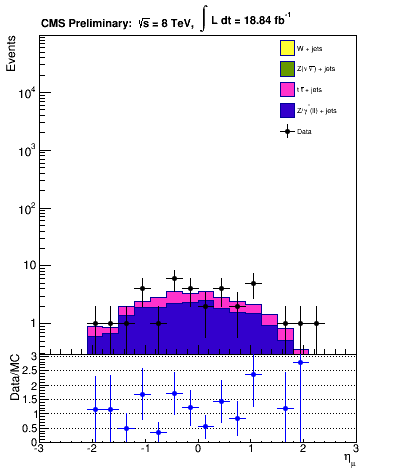 CMS Preliminary: √s = 8 TeV, ∫ L dt = 18.84 fb⁻¹
Events
W + jets
Z(ν ν̅) + jets
t t̅ + jets
Z/γ*(ll) + jets
Data
10⁴
10³
10²
10
1
Data/MC
3
2.5
2
1.5
1
0.5
0
-3 -2 -1 0 1 2 3
η_μ